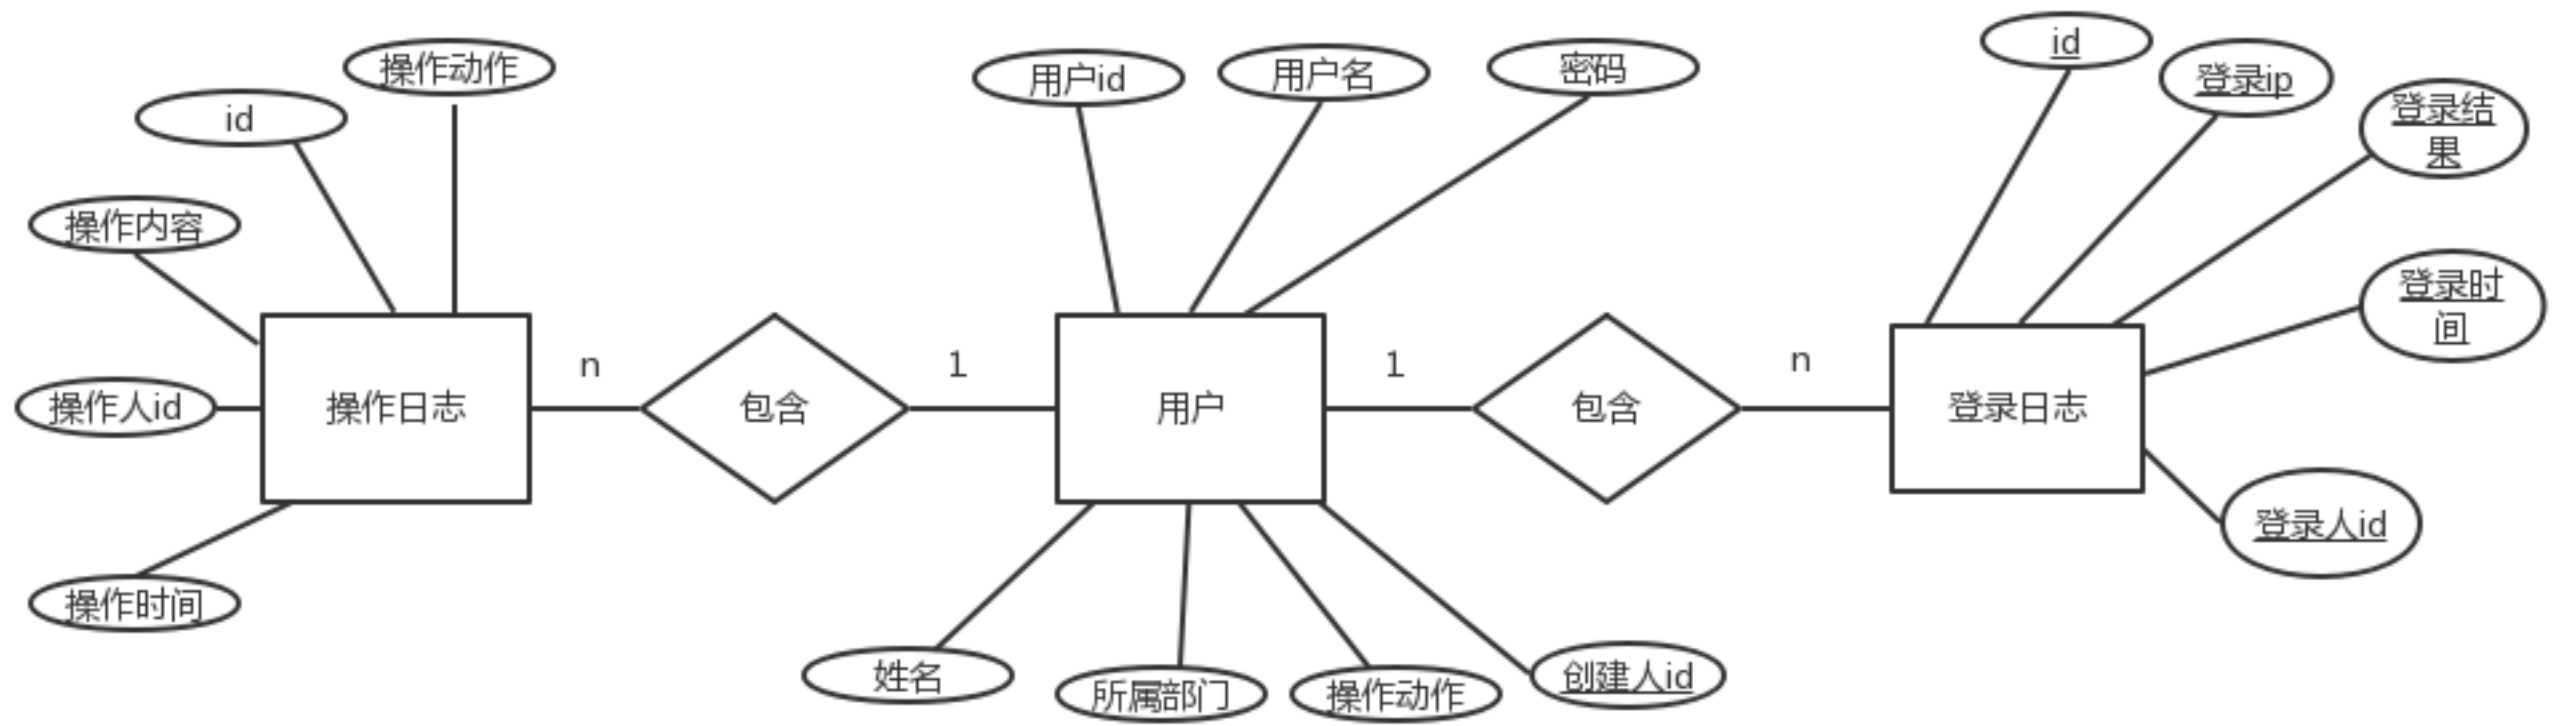 操作动作
id
操作内容
操作人id
操作时间
操作日志
n
包含
1
用户id
用户名
密码
用户
姓名
所属部门
操作动作
创建人id
1
包含
n
登录日志
id
登录ip
登录结
果
登录时
间
登录人id